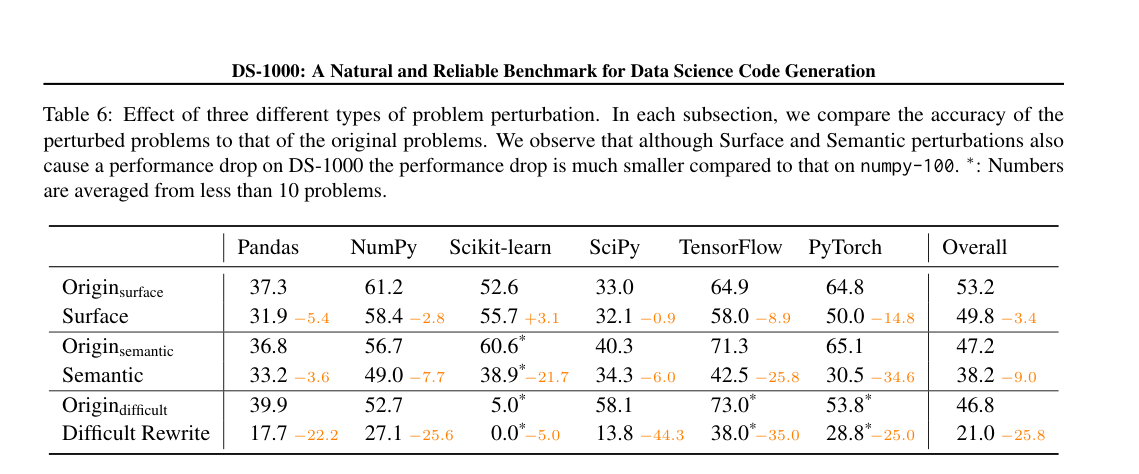 DS-1000: A Natural and Reliable Benchmark for Data Science Code Generation
Table 6: Effect of three different types of problem perturbation. In each subsection, we compare the accuracy of the
perturbed problems to that of the original problems. We observe that although Surface and Semantic perturbations also
cause a performance drop on DS-1000 the performance drop is much smaller compared to that on numpy-100. *: Numbers
are averaged from less than 10 problems.
Pandas NumPy Scikit-learn SciPy TensorFlow PyTorch Overall
Origin_surface 37.3 61.2 52.6 33.0 64.9 64.8 53.2
Surface 31.9 −5.4 58.4 −2.8 55.7 +3.1 32.1 −0.9 58.0 −8.9 50.0 −14.8 49.8 −3.4
Origin_semantic 36.8 56.7 60.6* 40.3 71.3 65.1 47.2
Semantic 33.2 −3.6 49.0 −7.7 38.9* −21.7 34.3 −6.0 42.5 −25.8 30.5 −34.6 38.2 −9.0
Origin_difficult 39.9 52.7 5.0* 58.1 73.0* 53.8* 46.8
Difficult Rewrite 17.7 −22.2 27.1 −25.6 0.0* −5.0 13.8 −44.3 38.0* −35.0 28.8* −25.0 21.0 −25.8